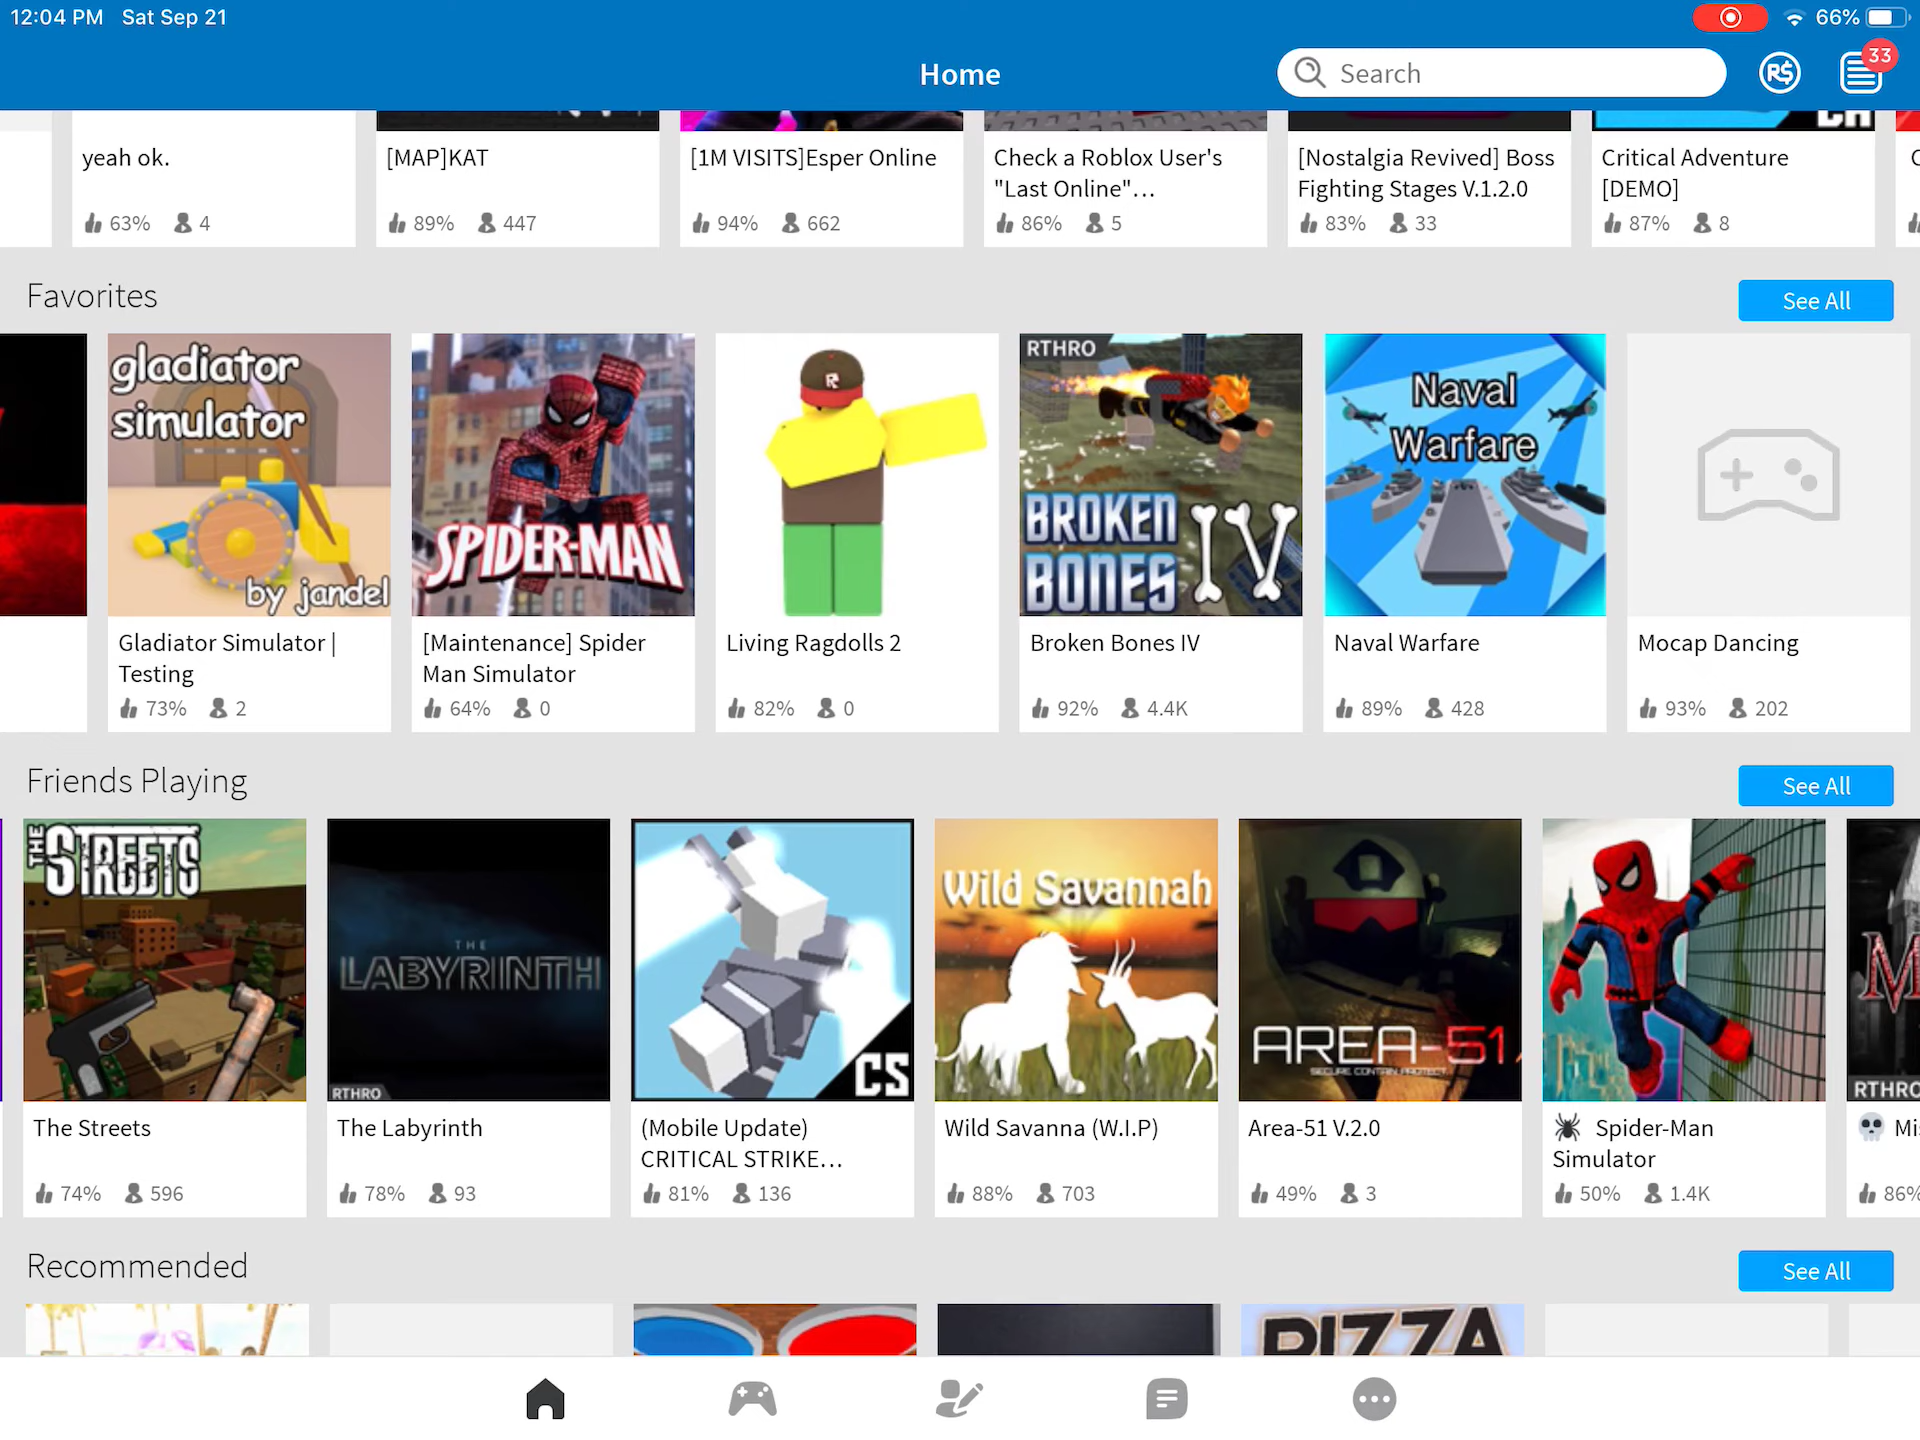 12:04 PM Sat Sep 21
66%
Home
Search
R$
33
yeah ok.
63% 4
[MAP]KAT
89% 447
[1M VISITS]Esper Online
94% 662
Check a Roblox User's
"Last Online"...
86% 5
[Nostalgia Revived] Boss
Fighting Stages V.1.2.0
83% 33
Critical Adventure
[DEMO]
87% 8
Favorites
See All
gladiator
simulator
by jandel
Gladiator Simulator |
Testing
73% 2
SPIDER-MAN
[Maintenance] Spider
Man Simulator
64% 0
R
Living Ragdolls 2
82% 0
RTHRO
BROKEN
BONES IV
Broken Bones IV
92% 4.4K
Naval
Warfare
Naval Warfare
89% 428
Mocap Dancing
93% 202
Friends Playing
See All
THE STREETS
The Streets
74% 596
THE
LABYRINTH
RTHRO
The Labyrinth
78% 93
CS
(Mobile Update)
CRITICAL STRIKE...
81% 136
Wild Savannah
Wild Savanna (W.I.P)
88% 703
AREA-51
SECURE CONTAIN PROTECT
Area-51 V.2.0
49% 3
Spider-Man
Simulator
50% 1.4K
RTHRO
Mi
86%
Recommended
See All
PIZZA